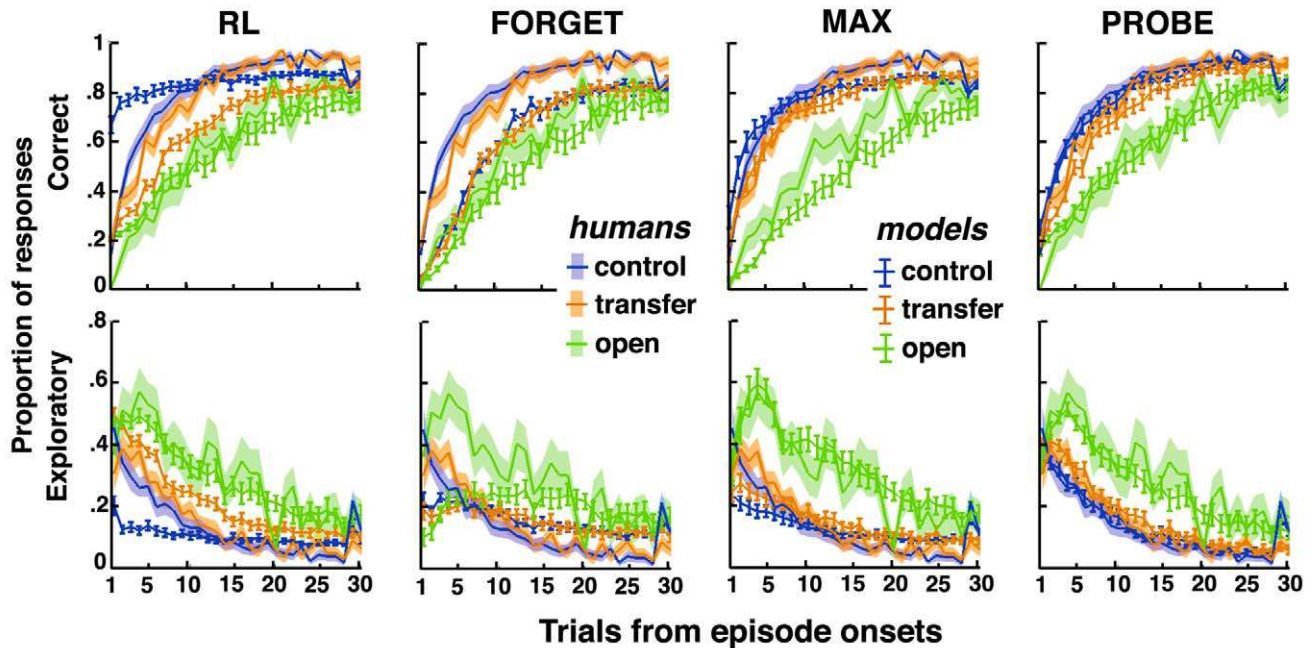 RL FORGET MAX PROBE
Proportion of responses
Correct
1
.8
.6
.4
.2
0
humans
control
transfer
open
models
control
transfer
open
Exploratory
.8
.6
.4
.2
0
1 5 10 15 20 25 30
1 5 10 15 20 25 30
1 5 10 15 20 25 30
1 5 10 15 20 25 30
Trials from episode onsets